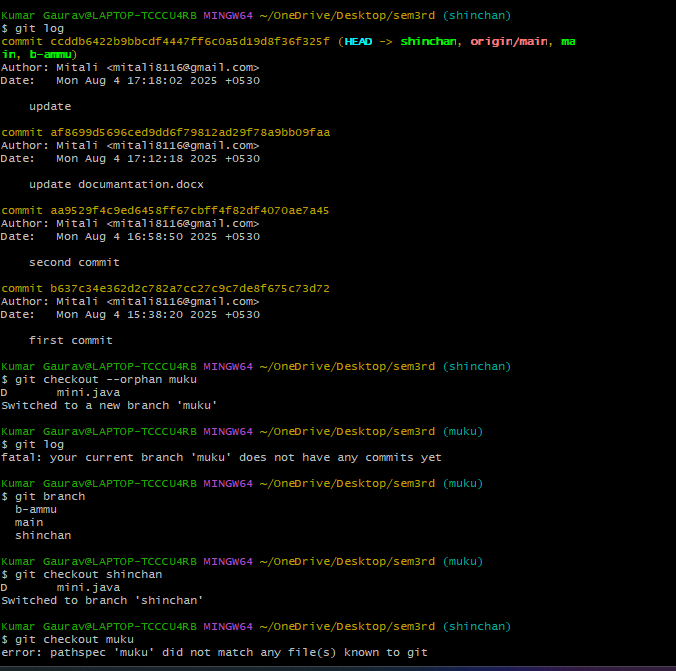 Kumar Gaurav@LAPTOP-TCCCU4RB MINGW64 ~/OneDrive/Desktop/sem3rd (shinchan)
$ git log
commit ccddb6422b9bbcdf4447ff6c0a5d19d8f36f325f (HEAD -> shinchan, origin/main, ma
in, b-ammu)
Author: Mitali <mitali8116@gmail.com>
Date:   Mon Aug 4 17:18:02 2025 +0530

    update

commit af8699d5696ced9dd6f79812ad29f78a9bb09faa
Author: Mitali <mitali8116@gmail.com>
Date:   Mon Aug 4 17:12:18 2025 +0530

    update documantation.docx

commit aa9529f4c9ed6458ff67cbff4f82df4070ae7a45
Author: Mitali <mitali8116@gmail.com>
Date:   Mon Aug 4 16:58:50 2025 +0530

    second commit

commit b637c34e362d2c782a7cc27c9c7de8f675c73d72
Author: Mitali <mitali8116@gmail.com>
Date:   Mon Aug 4 15:38:20 2025 +0530

    first commit

Kumar Gaurav@LAPTOP-TCCCU4RB MINGW64 ~/OneDrive/Desktop/sem3rd (shinchan)
$ git checkout --orphan muku
D       mini.java
Switched to a new branch 'muku'

Kumar Gaurav@LAPTOP-TCCCU4RB MINGW64 ~/OneDrive/Desktop/sem3rd (muku)
$ git log
fatal: your current branch 'muku' does not have any commits yet

Kumar Gaurav@LAPTOP-TCCCU4RB MINGW64 ~/OneDrive/Desktop/sem3rd (muku)
$ git branch
  b-ammu
  main
  shinchan

Kumar Gaurav@LAPTOP-TCCCU4RB MINGW64 ~/OneDrive/Desktop/sem3rd (muku)
$ git checkout shinchan
D       mini.java
Switched to branch 'shinchan'

Kumar Gaurav@LAPTOP-TCCCU4RB MINGW64 ~/OneDrive/Desktop/sem3rd (shinchan)
$ git checkout muku
error: pathspec 'muku' did not match any file(s) known to git